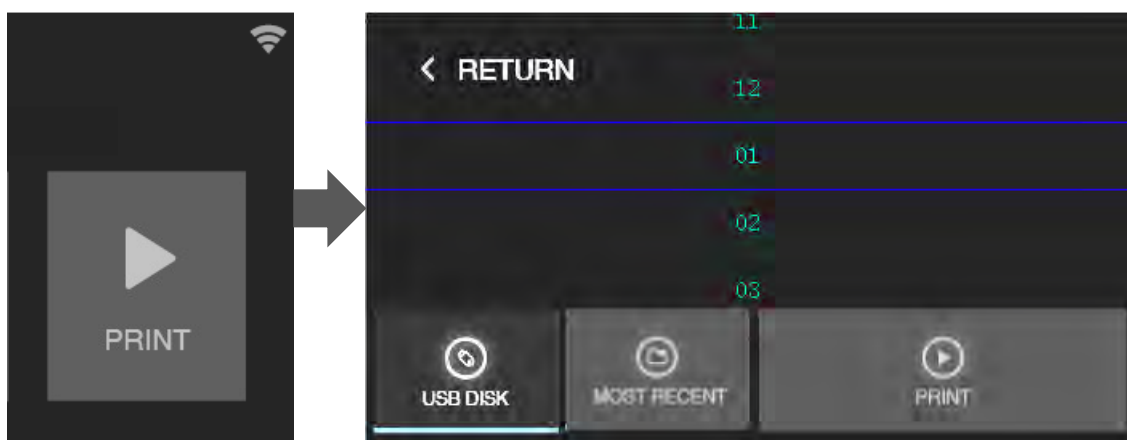 PRINT
RETURN
11
12
01
02
03
USB DISK
MOST RECENT
PRINT